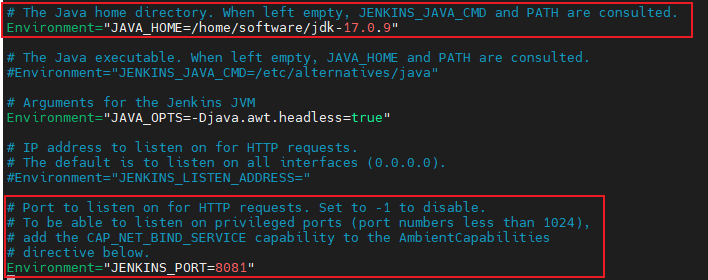 # The Java home directory. When left empty, JENKINS_JAVA_CMD and PATH are consulted.
Environment="JAVA_HOME=/home/software/jdk-17.0.9"
# The Java executable. When left empty, JAVA_HOME and PATH are consulted.
#Environment="JENKINS_JAVA_CMD=/etc/alternatives/java"
# Arguments for the Jenkins JVM
Environment="JAVA_OPTS=-Djava.awt.headless=true"
# IP address to listen on for HTTP requests.
# The default is to listen on all interfaces (0.0.0.0).
#Environment="JENKINS_LISTEN_ADDRESS="
# Port to listen on for HTTP requests. Set to -1 to disable.
# To be able to listen on privileged ports (port numbers less than 1024),
# add the CAP_NET_BIND_SERVICE capability to the AmbientCapabilities
# directive below.
Environment="JENKINS_PORT=8081"